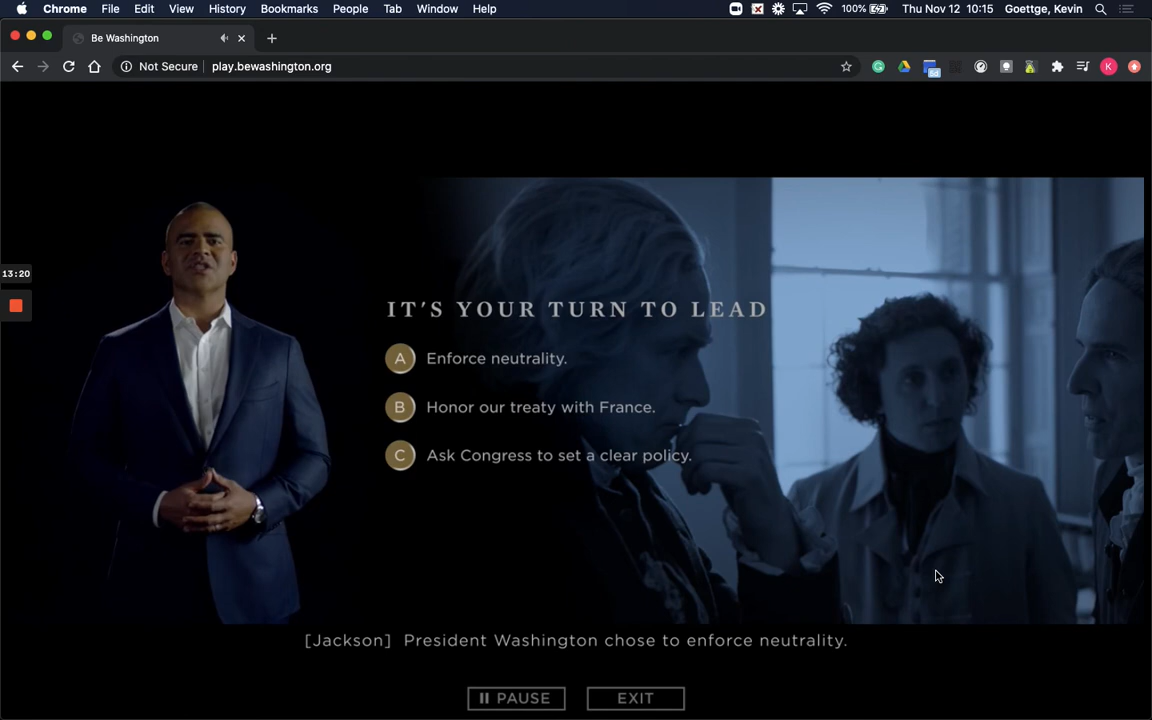 Chrome File Edit View History Bookmarks People Tab Window Help 100% Thu Nov 12 10:15 Goettge, Kevin
Be Washington
Not Secure play.bewashington.org
K
13:20
IT'S YOUR TURN TO LEAD
A Enforce neutrality.
B Honor our treaty with France.
C Ask Congress to set a clear policy.
[Jackson] President Washington chose to enforce neutrality.
PAUSE EXIT